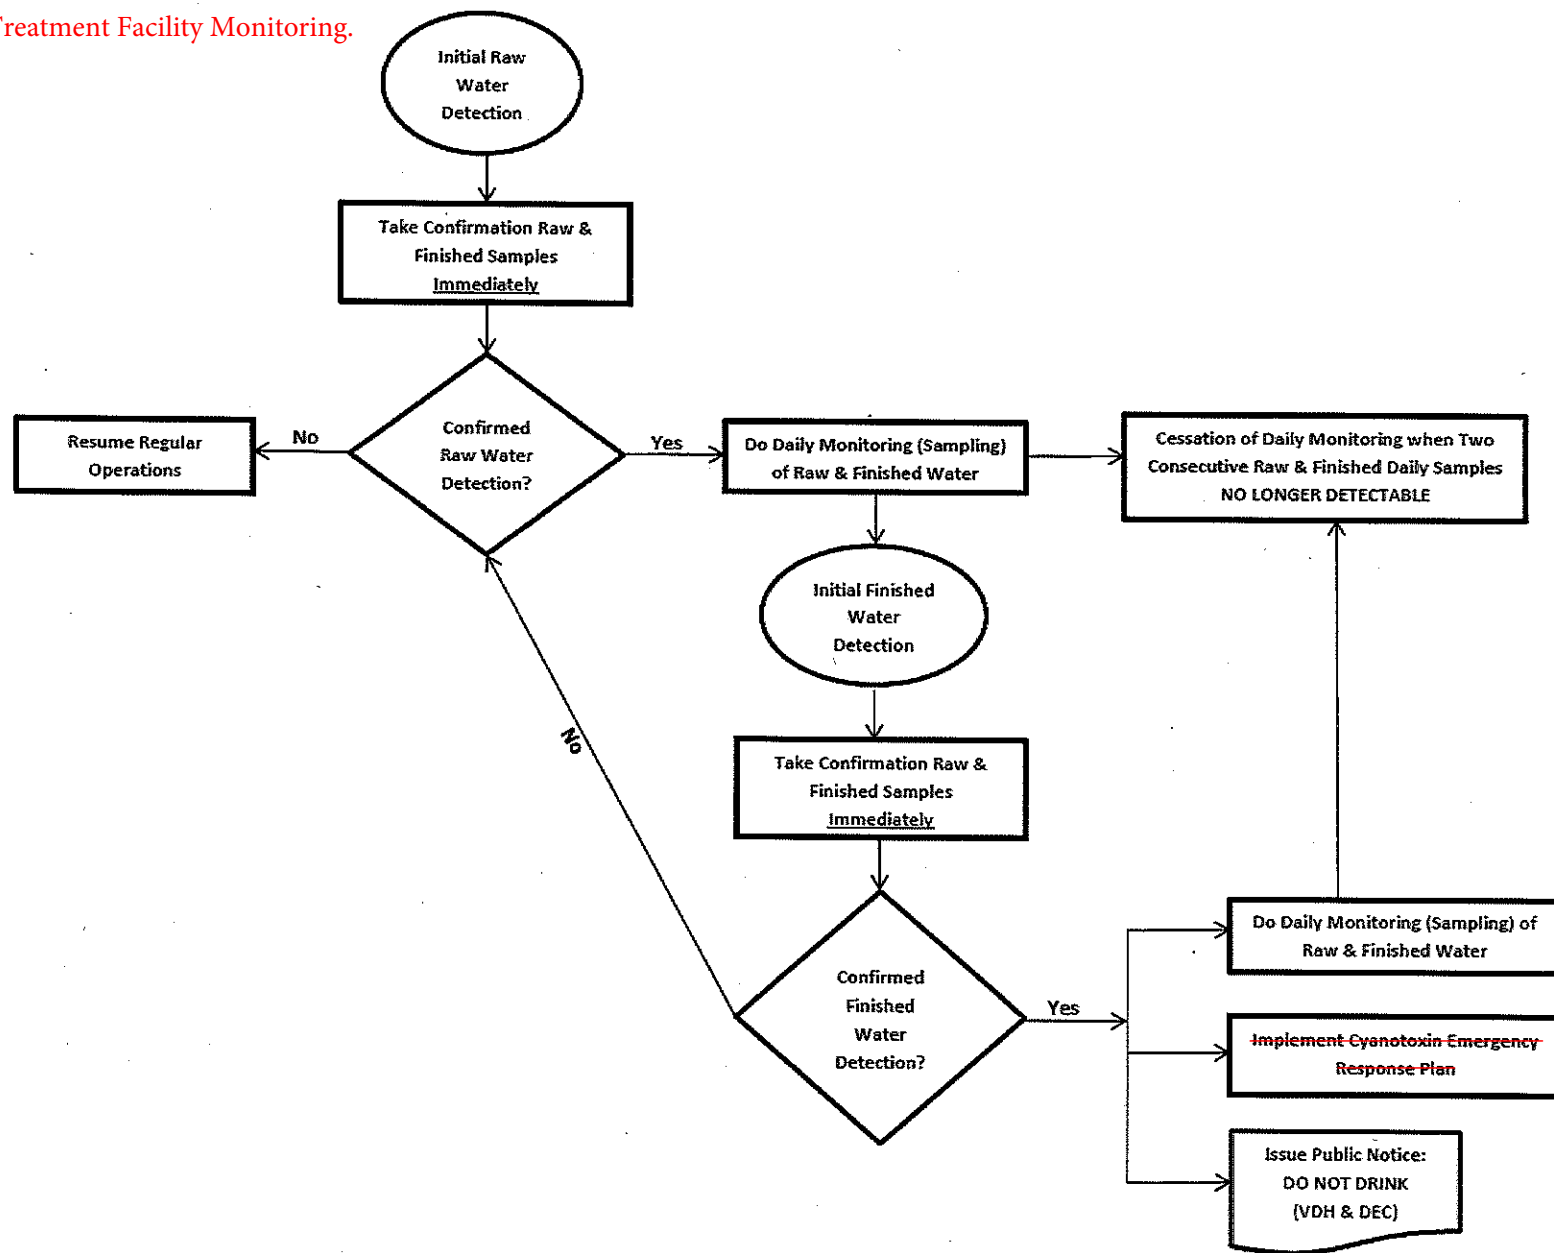 Treatment Facility Monitoring.
Initial Raw
Water
Detection
Take Confirmation Raw &
Finished Samples
Immediately
Confirmed
Raw Water
Detection?
No
Resume Regular
Operations
Yes
Do Daily Monitoring (Sampling)
of Raw & Finished Water
Cessation of Daily Monitoring when Two
Consecutive Raw & Finished Daily Samples
NO LONGER DETECTABLE
Initial Finished
Water
Detection
Take Confirmation Raw &
Finished Samples
Immediately
No
Confirmed
Finished
Water
Detection?
Yes
Do Daily Monitoring (Sampling) of
Raw & Finished Water
Implement Cyanotoxin Emergency
Response Plan
Issue Public Notice:
DO NOT DRINK
(VDH & DEC)